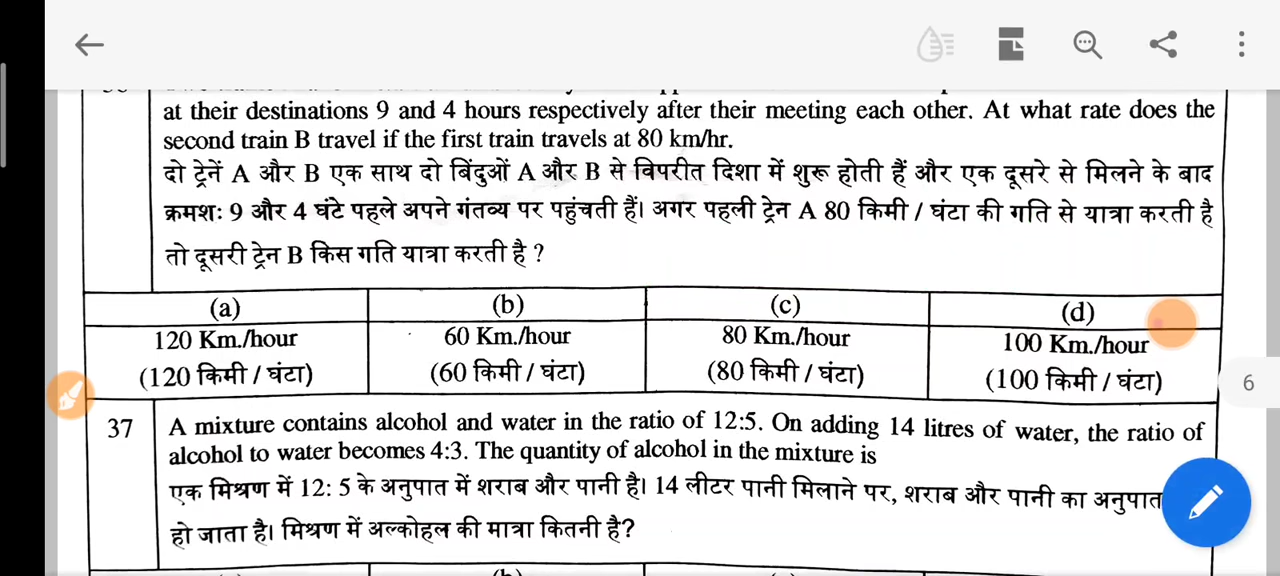 at their destinations 9 and 4 hours respectively after their meeting each other. At what rate does the
second train B travel if the first train travels at 80 km/hr.
दो ट्रेनें A और B एक साथ दो बिंदुओं A और B से विपरीत दिशा में शुरू होती हैं और एक दूसरे से मिलने के बाद
क्रमशः 9 और 4 घंटे पहले अपने गंतव्य पर पहुंचती हैं। अगर पहली ट्रेन A 80 किमी / घंटा की गति से यात्रा करती है
तो दूसरी ट्रेन B किस गति यात्रा करती है ?
(a) (b) (c) (d)
120 Km./hour 60 Km./hour 80 Km./hour 100 Km./hour
(120 किमी / घंटा) (60 किमी / घंटा) (80 किमी / घंटा) (100 किमी / घंटा)
6
37 A mixture contains alcohol and water in the ratio of 12:5. On adding 14 litres of water, the ratio of
alcohol to water becomes 4:3. The quantity of alcohol in the mixture is
एक मिश्रण में 12: 5 के अनुपात में शराब और पानी है। 14 लीटर पानी मिलाने पर, शराब और पानी का अनुपात
हो जाता है। मिश्रण में अल्कोहल की मात्रा कितनी है?